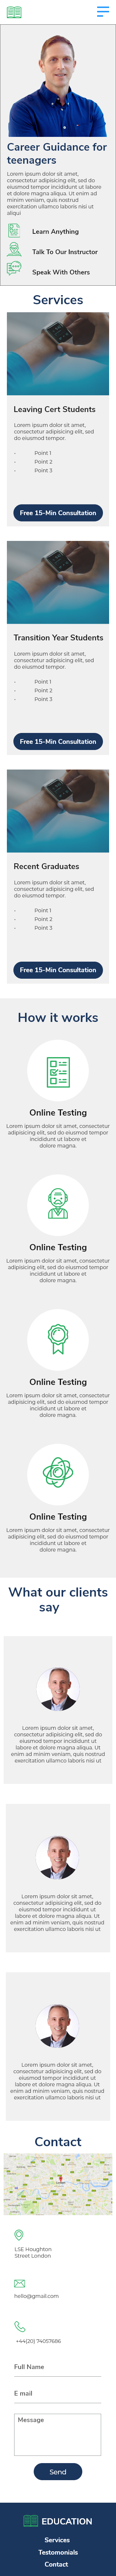 Career Guidance for
teenagers
Lorem ipsum dolor sit amet,
consectetur adipiscing elit, sed do
eiusmod tempor incididunt ut labore
et dolore magna aliqua. Ut enim ad
minim veniam, quis nostrud
exercitation ullamco laboris nisi ut
aliqui
Learn Anything
Talk To Our Instructor
Speak With Others
Services
Leaving Cert Students
Lorem ipsum dolor sit amet,
consectetur adipiscing elit, sed
do eiusmod tempor.
- Point 1
- Point 2
- Point 3
Free 15-Min Consultation
Transition Year Students
Lorem ipsum dolor sit amet,
consectetur adipiscing elit, sed
do eiusmod tempor.
- Point 1
- Point 2
- Point 3
Free 15-Min Consultation
Recent Graduates
Lorem ipsum dolor sit amet,
consectetur adipiscing elit, sed
do eiusmod tempor.
- Point 1
- Point 2
- Point 3
Free 15-Min Consultation
How it works
Online Testing
Lorem ipsum dolor sit amet, consectetur
adipiscing elit, sed do eiusmod tempor
incididunt ut labore et
dolore magna.
Online Testing
Lorem ipsum dolor sit amet, consectetur
adipiscing elit, sed do eiusmod tempor
incididunt ut labore et
dolore magna.
Online Testing
Lorem ipsum dolor sit amet, consectetur
adipiscing elit, sed do eiusmod tempor
incididunt ut labore et
dolore magna.
Online Testing
Lorem ipsum dolor sit amet, consectetur
adipiscing elit, sed do eiusmod tempor
incididunt ut labore et
dolore magna.
What our clients
say
Lorem ipsum dolor sit amet,
consectetur adipiscing elit, sed do
eiusmod tempor incididunt ut
labore et dolore magna aliqua. Ut
enim ad minim veniam, quis nostrud
exercitation ullamco laboris nisi ut
Lorem ipsum dolor sit amet,
consectetur adipiscing elit, sed do
eiusmod tempor incididunt ut
labore et dolore magna aliqua. Ut
enim ad minim veniam, quis nostrud
exercitation ullamco laboris nisi ut
Lorem ipsum dolor sit amet,
consectetur adipiscing elit, sed do
eiusmod tempor incididunt ut
labore et dolore magna aliqua. Ut
enim ad minim veniam, quis nostrud
exercitation ullamco laboris nisi ut
Contact
LSE Houghton
Street London
hello@gmail.com
+44(20) 74057686
Full Name
E mail
Message
Send
EDUCATION
Services
Testomonials
Contact